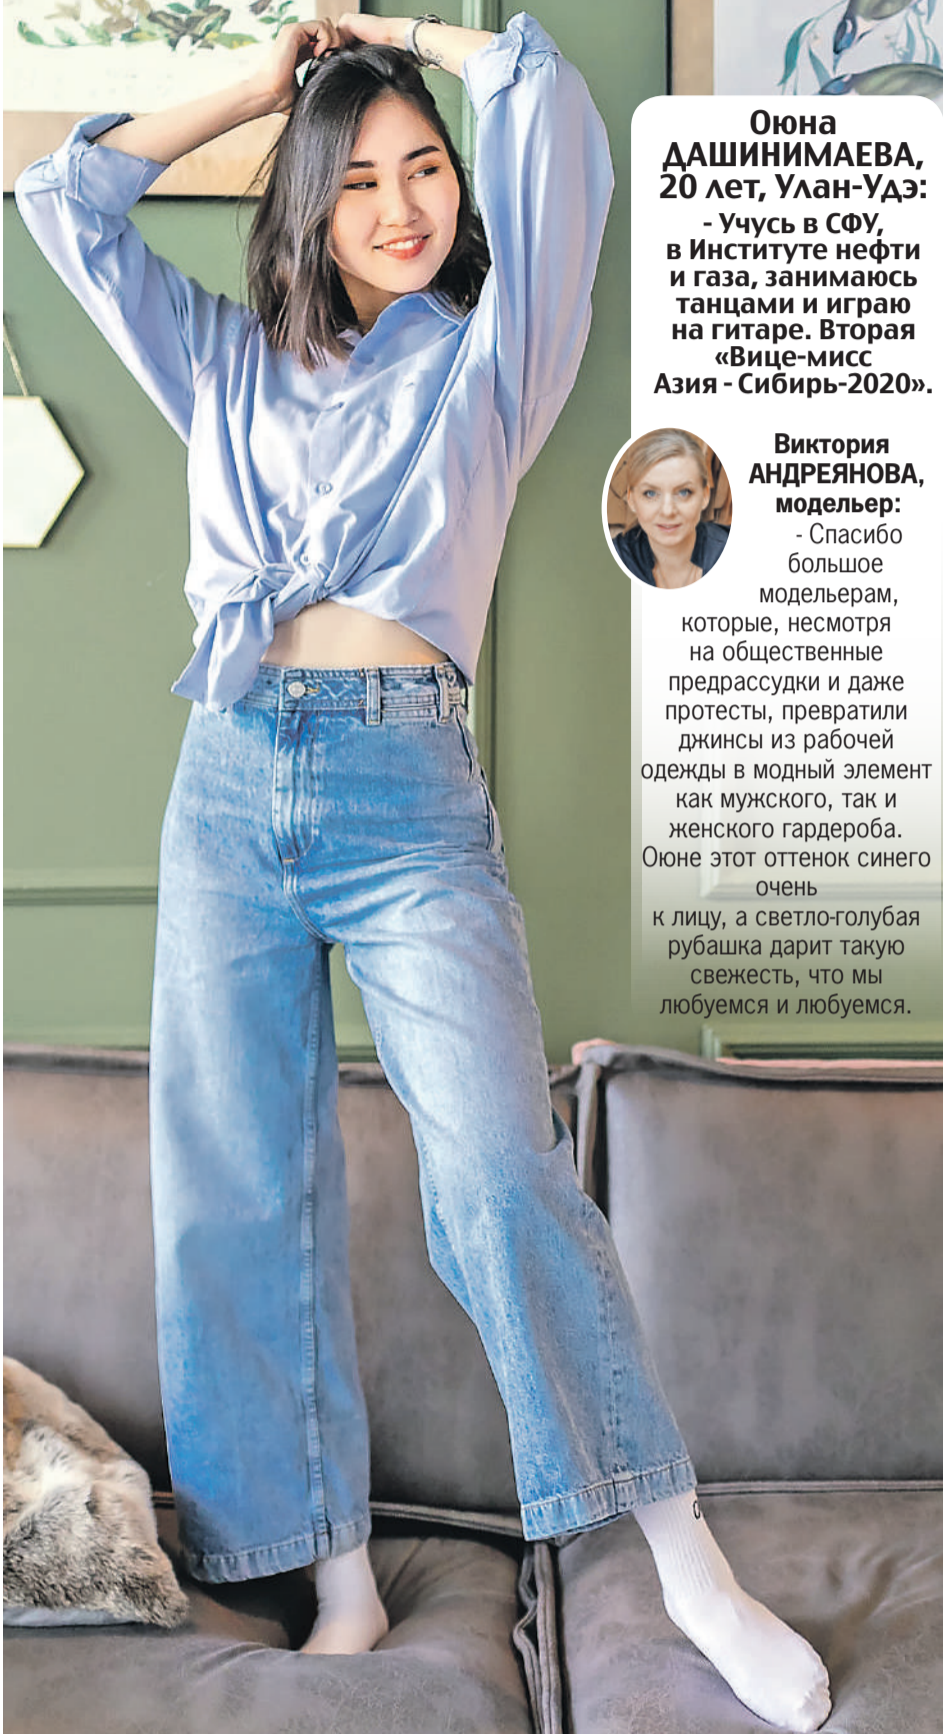 Оюна
ДАШИНИМАЕВА,
20 лет, Улан-Удэ:
- Учусь в СФУ,
в Институте нефти
и газа, занимаюсь
танцами и играю
на гитаре. Вторая
«Вице-мисс
Азия - Сибирь-2020».
Виктория
АНДРЕЯНОВА,
модельер:
- Спасибо
большое
модельерам,
которые, несмотря
на общественные
предрассудки и даже
протесты, превратили
джинсы из рабочей
одежды в модный элемент
как мужского, так и
женского гардероба.
Оюне этот оттенок синего
очень
к лицу, а светло-голубая
рубашка дарит такую
свежесть, что мы
любуемся и любуемся.